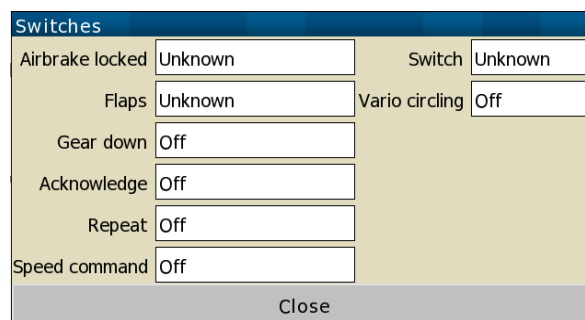 Switches
Airbrake locked Unknown Switch Unknown
Flaps Unknown Vario circling Off
Gear down Off
Acknowledge Off
Repeat Off
Speed command Off
Close